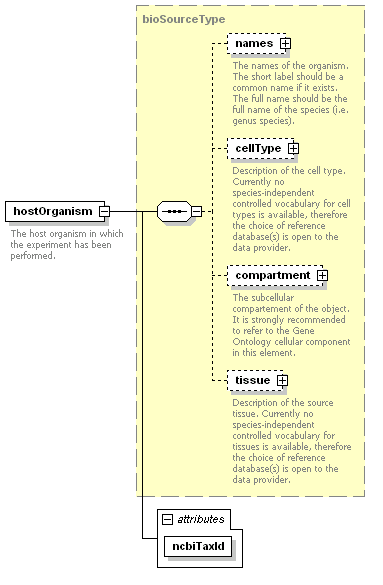 bioSourceType
names
The names of the organism.
The short label should be a
common name if it exists.
The full name should be the
full name of the species (i.e.
genus species).
cellType
Description of the cell type.
Currently no
species-independent
controlled vocabulary for cell
types is available, therefore
the choice of reference
database(s) is open to the
data provider.
hostOrganism
The host organism in which
the experiment has been
performed.
compartment
The subcellular
compartement of the object.
It is strongly recommended
to refer to the Gene
Ontology cellular component
in this element.
tissue
Description of the source
tissue. Currently no
species-independent
controlled vocabulary for
tissues is available, therefore
the choice of reference
database(s) is open to the
data provider.
attributes
ncbiTaxId